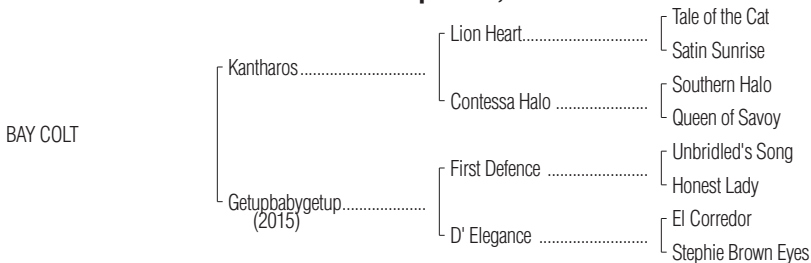 Tale of the Cat
Lion Heart
Satin Sunrise
Kantharos
Southern Halo
Contessa Halo
Queen of Savoy
BAY COLT
Unbridled's Song
First Defence
Honest Lady
Getupbabygetup
(2015)
El Corredor
D' Elegance
Stephie Brown Eyes